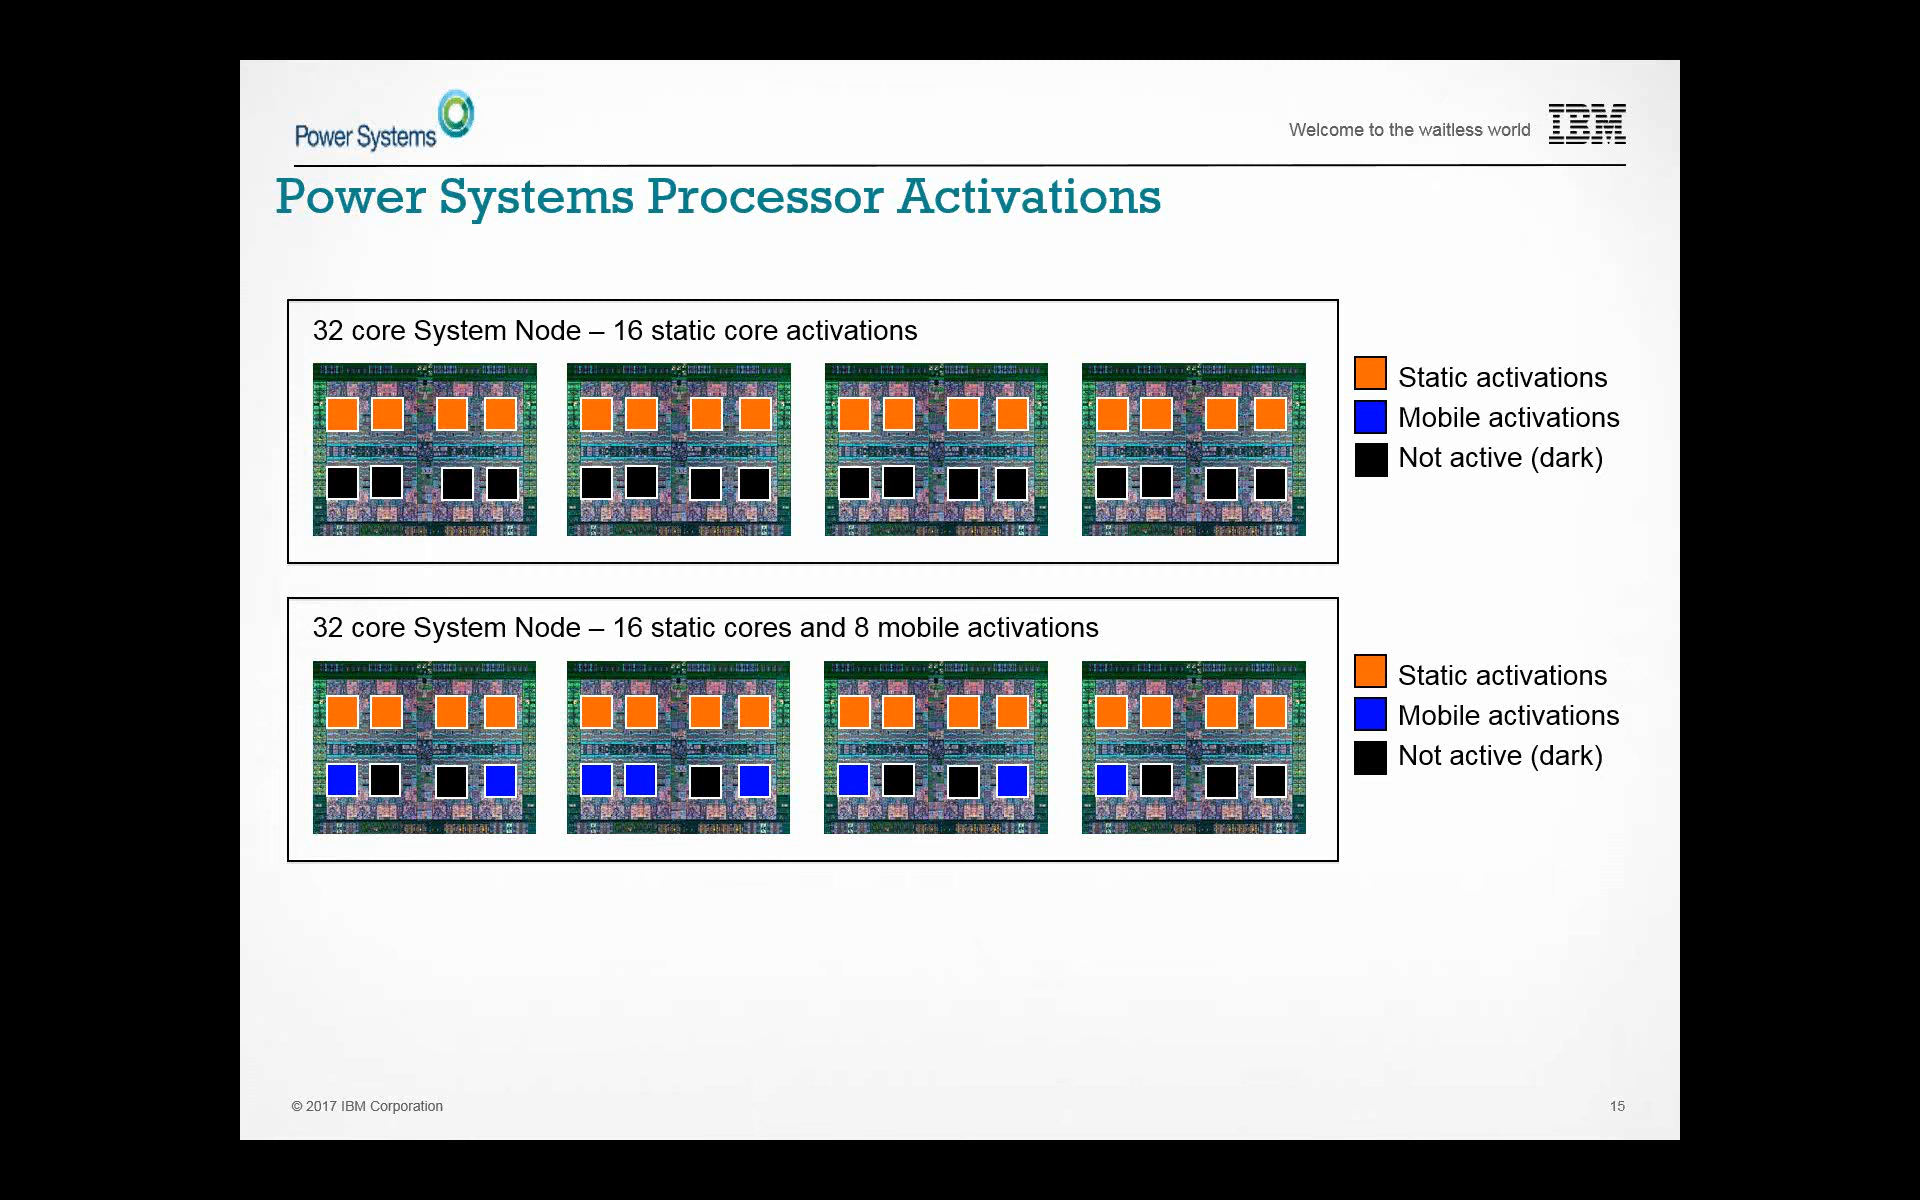 Power Systems
Welcome to the waitless world
IBM
Power Systems Processor Activations
32 core System Node – 16 static core activations
Static activations
Mobile activations
Not active (dark)
32 core System Node – 16 static cores and 8 mobile activations
Static activations
Mobile activations
Not active (dark)
© 2017 IBM Corporation
15